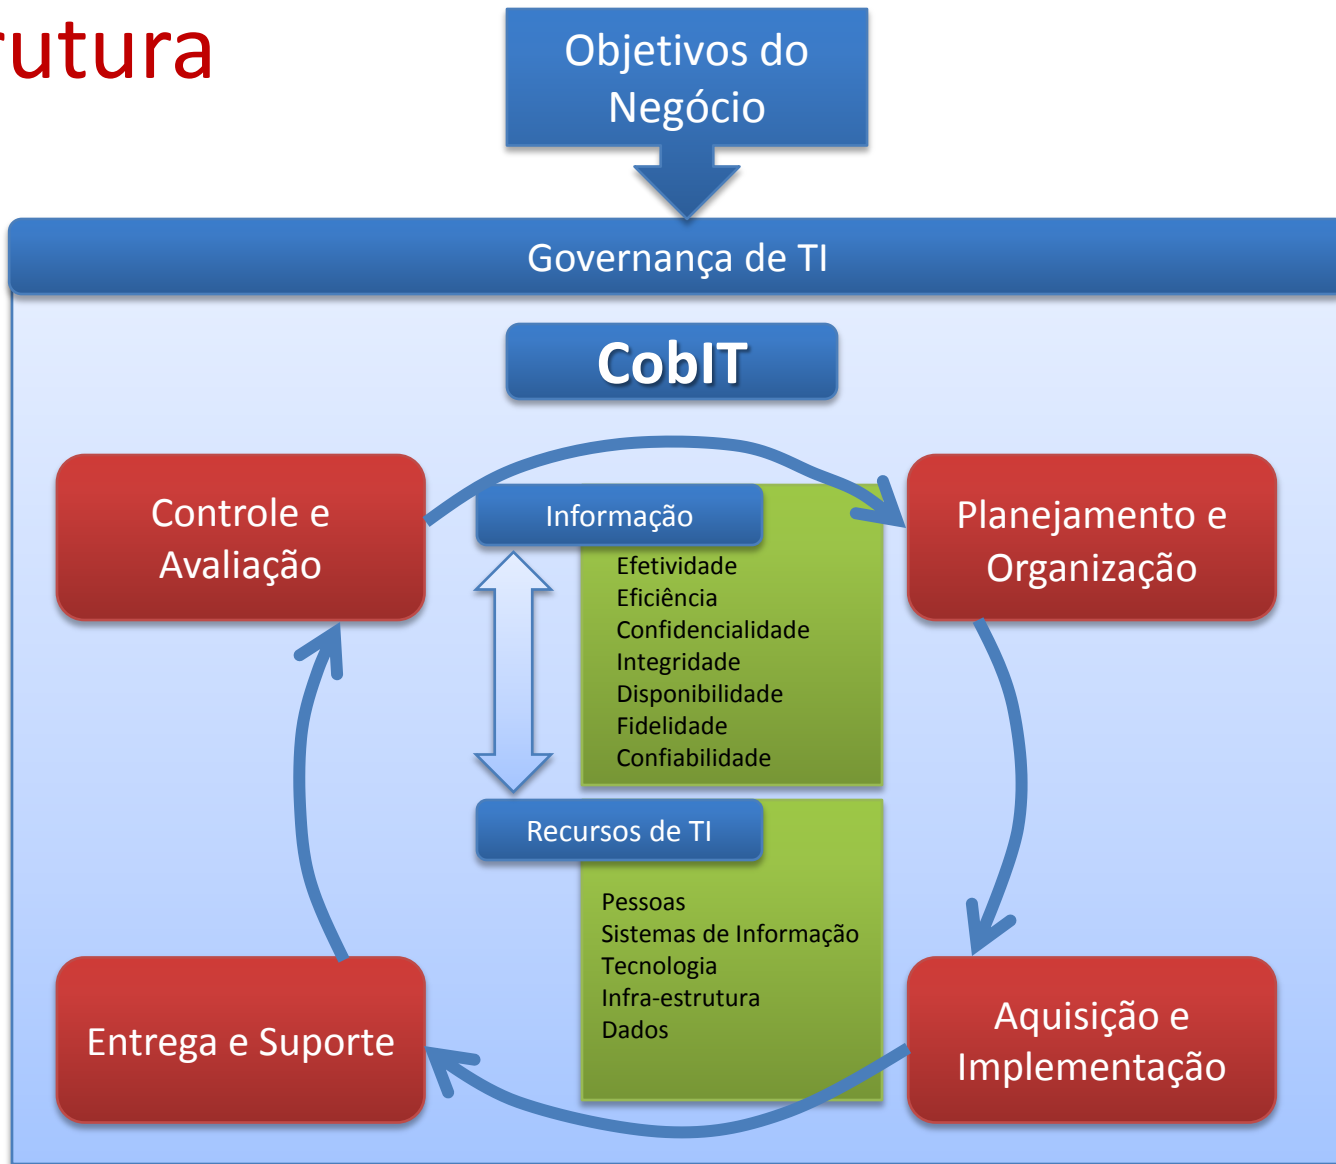 rutura
Objetivos do
Negócio
Governança de TI
CobIT
Controle e
Avaliação
Informação
Efetividade
Eficiência
Confidencialidade
Integridade
Disponibilidade
Fidelidade
Confiabilidade
Planejamento e
Organização
Recursos de TI
Pessoas
Sistemas de Informação
Tecnologia
Infra-estrutura
Dados
Entrega e Suporte
Aquisição e
Implementação